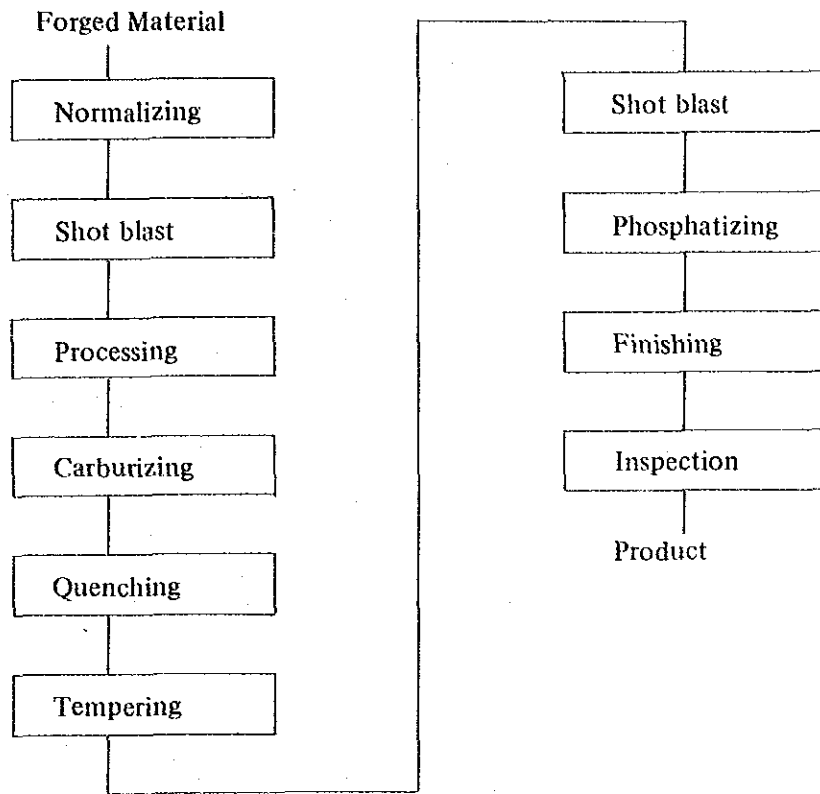 Forged Material
Normalizing
Shot blast
Processing
Carburizing
Quenching
Tempering
Shot blast
Phosphatizing
Finishing
Inspection
Product